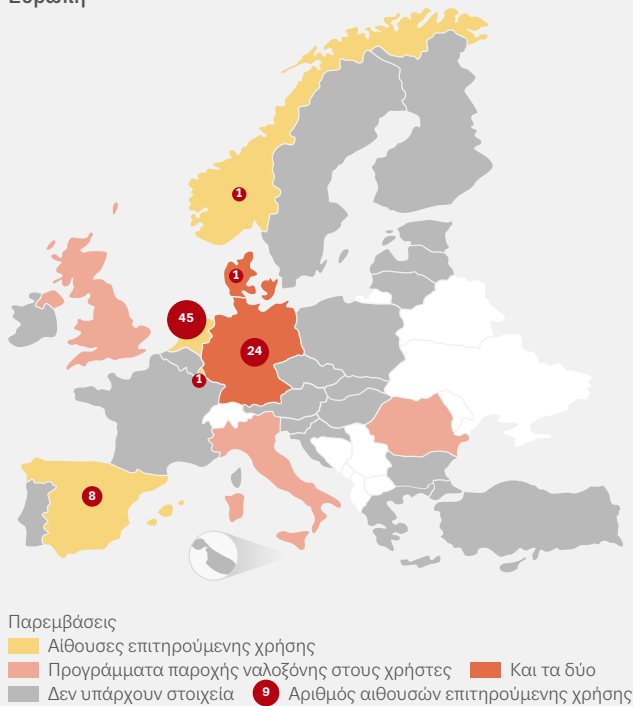 Ευρώπη
1
1
45
24
1
8
Παρεμβάσεις
Αίθουσες επιτηρούμενης χρήσης
Προγράμματα παροχής ναλοξόνης στους χρήστες Και τα δύο
Δεν υπάρχουν στοιχεία 9 Αριθμός αιθουσών επιτηρούμενης χρήσης